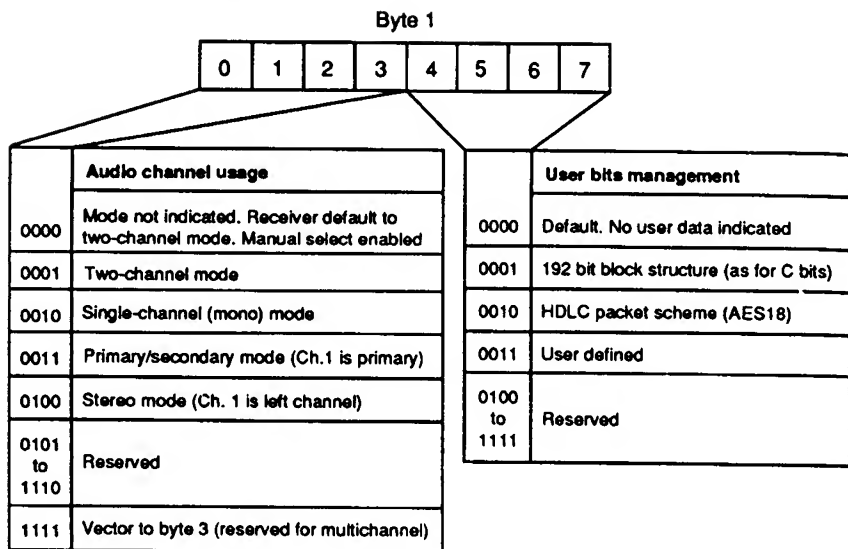 Byte 1
0 1 2 3 4 5 6 7
Audio channel usage
0000 Mode not indicated. Receiver default to
two-channel mode. Manual select enabled
0001 Two-channel mode
0010 Single-channel (mono) mode
0011 Primary/secondary mode (Ch.1 is primary)
0100 Stereo mode (Ch. 1 is left channel)
0101
to
1110
Reserved
1111 Vector to byte 3 (reserved for multichannel)
User bits management
0000 Default. No user data indicated
0001 192 bit block structure (as for C bits)
0010 HDLC packet scheme (AES18)
0011 User defined
0100
to
1111
Reserved